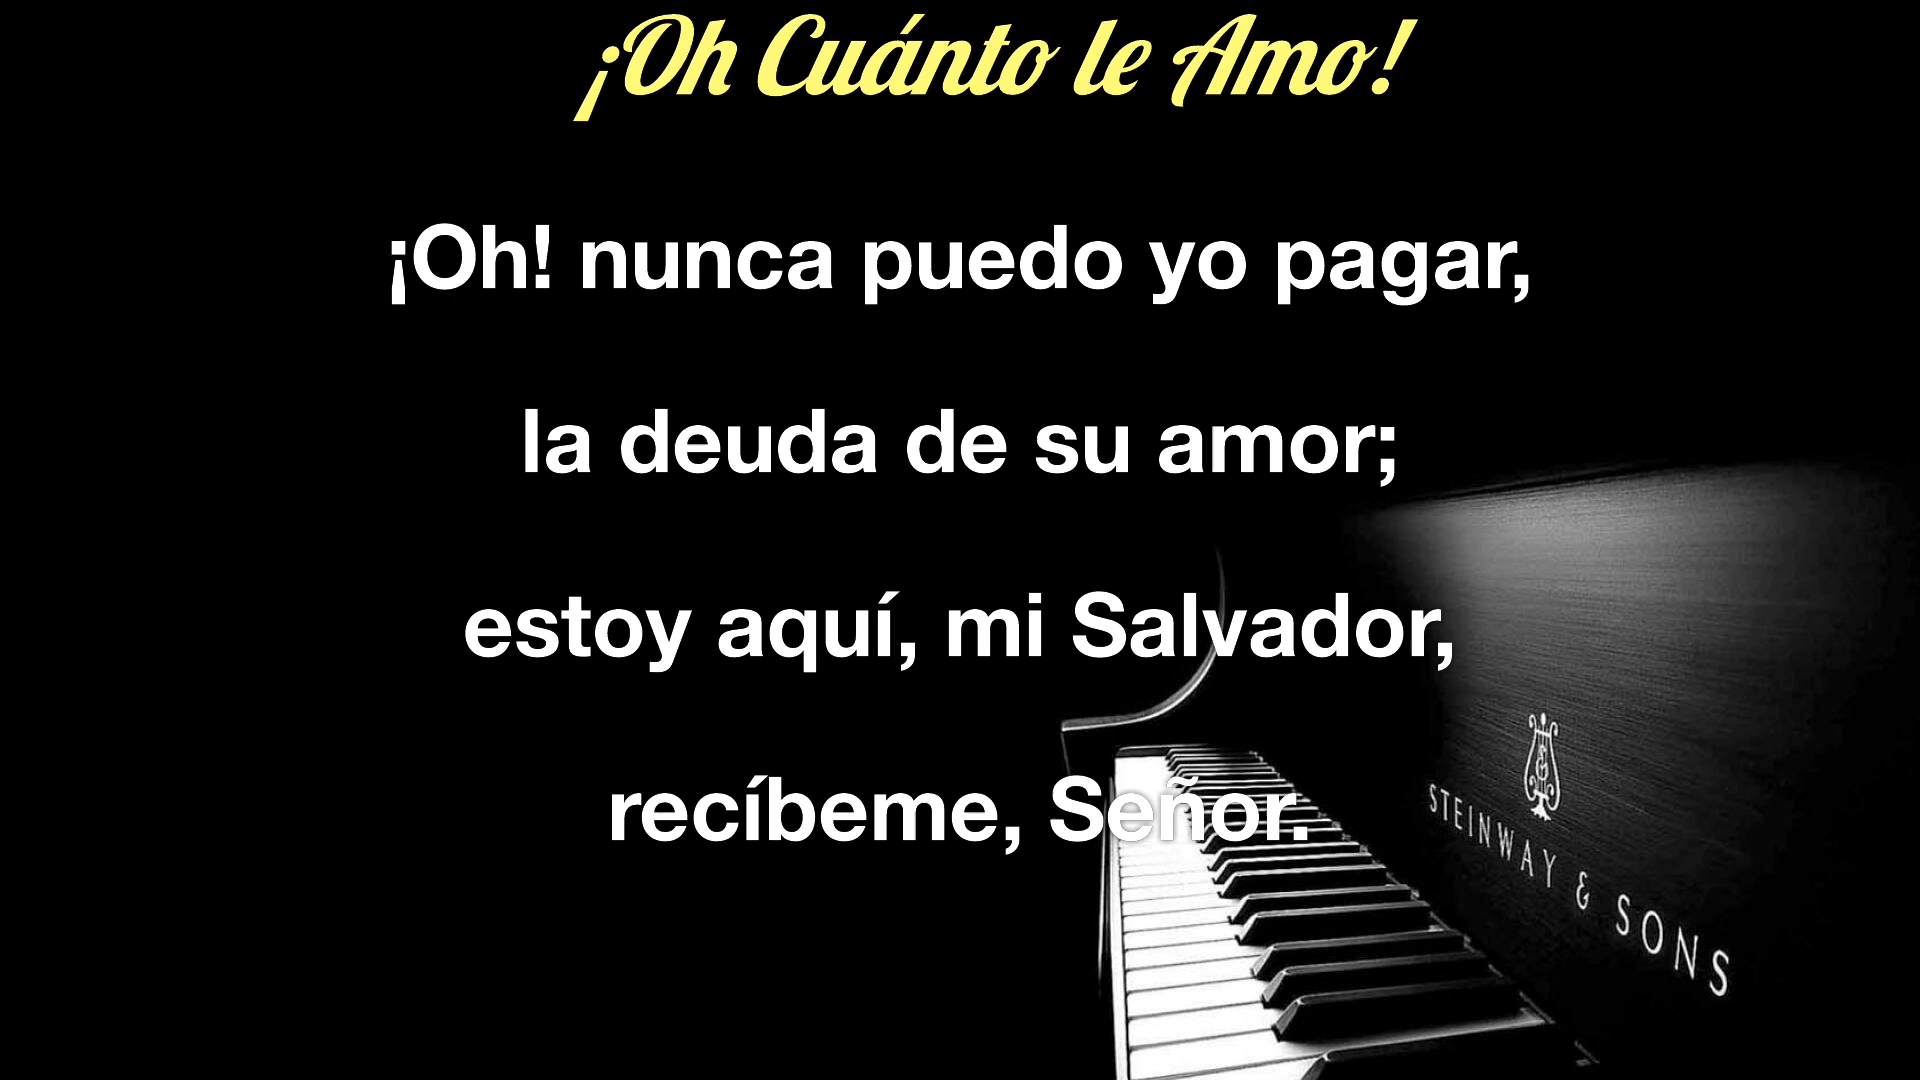 ¡Oh Cuánto le Amo!
¡Oh! nunca puedo yo pagar,
la deuda de su amor;
estoy aquí, mi Salvador,
recíbeme, Señor.
STEINWAY & SONS